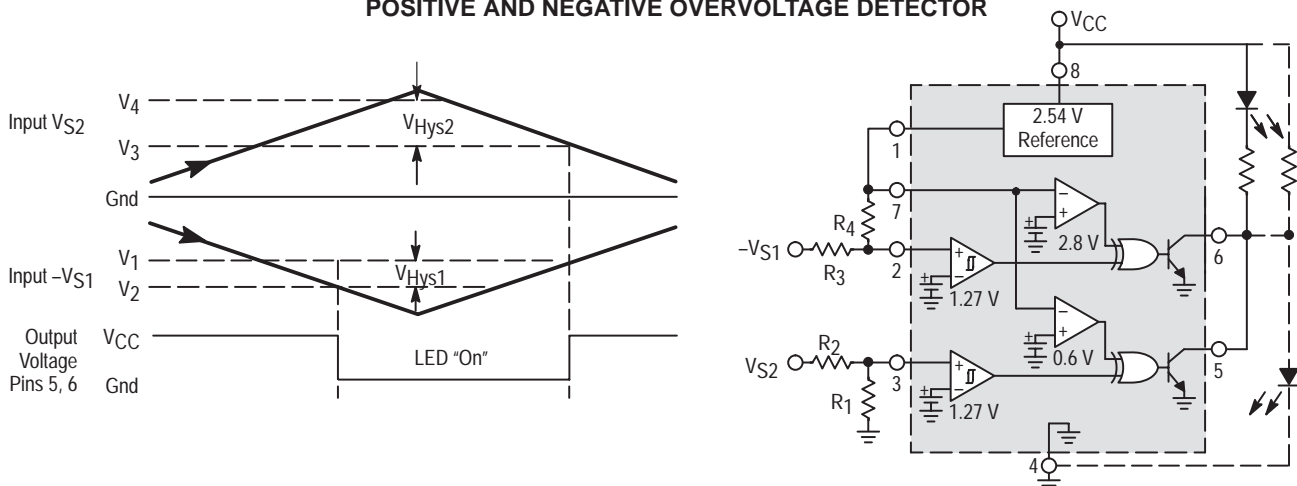 POSITIVE AND NEGATIVE OVERVOLTAGE DETECTOR
Input VS2
V4
V3
VHys2
Gnd
Input –VS1
V1
V2
VHys1
Output
Voltage
Pins 5, 6
VCC
Gnd
LED “On”
VCC
8
2.54 V
Reference
1
7
R4
–VS1
R3
2
+
–
1.27 V
–
+
2.8 V
6
VS2
R2
R1
3
+
–
1.27 V
–
+
0.6 V
5
4